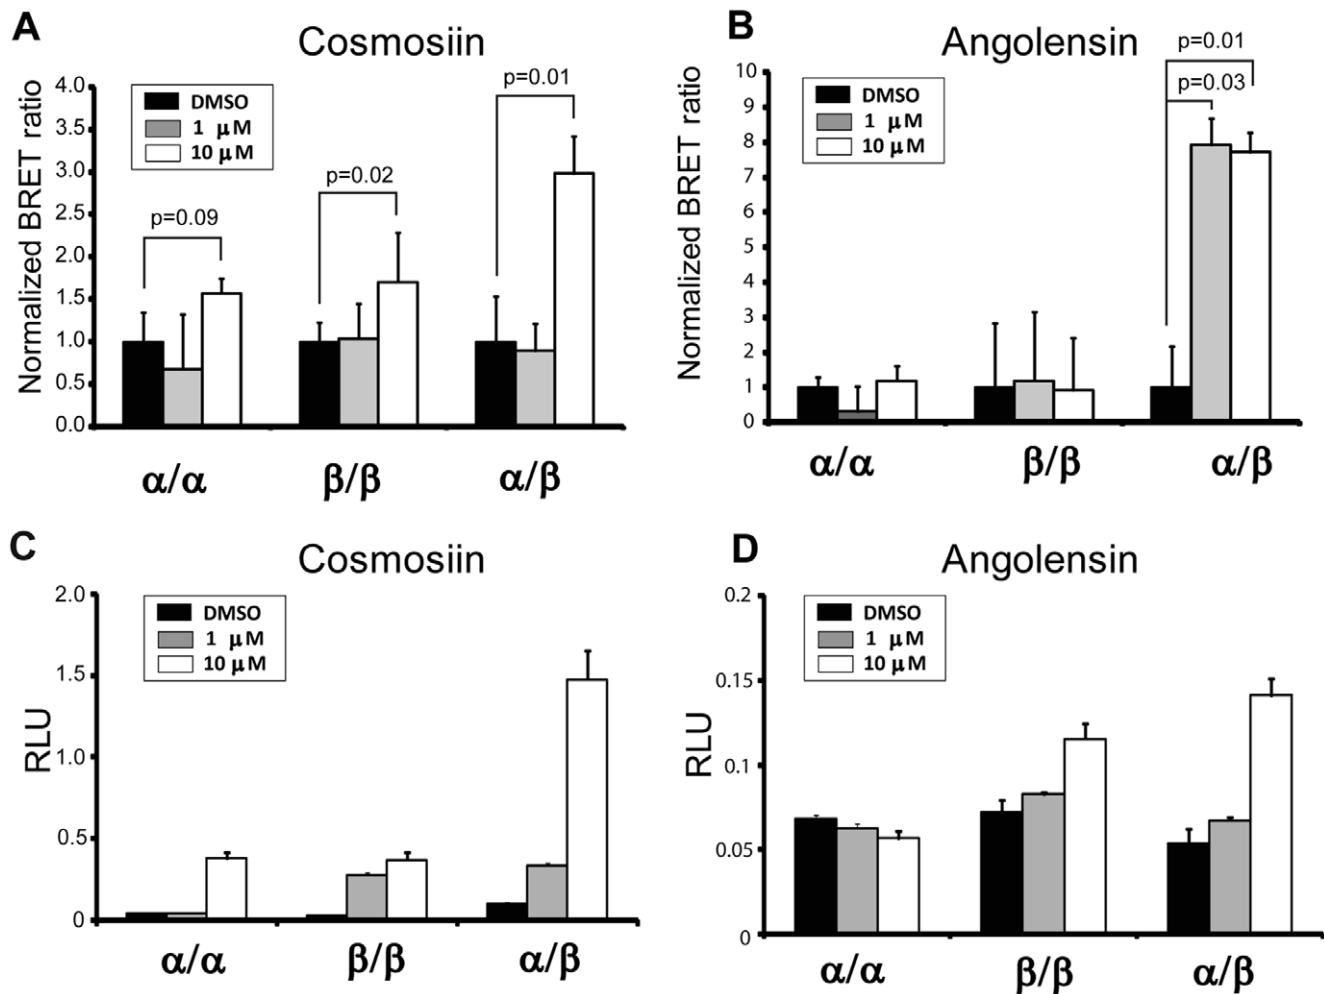 A
Cosmosiin
Normalized BRET ratio
4.0
3.5
3.0
2.5
2.0
1.5
1.0
0.5
0.0
DMSO
1 μM
10 μM
p=0.09
p=0.02
p=0.01
α/α
β/β
α/β
B
Angolensin
Normalized BRET ratio
10
9
8
7
6
5
4
3
2
1
0
DMSO
1 μM
10 μM
p=0.01
p=0.03
α/α
β/β
α/β
C
Cosmosiin
RLU
2.0
1.5
1.0
0.5
0
DMSO
1 μM
10 μM
α/α
β/β
α/β
D
Angolensin
RLU
0.2
0.15
0.1
0.05
0
DMSO
1 μM
10 μM
α/α
β/β
α/β